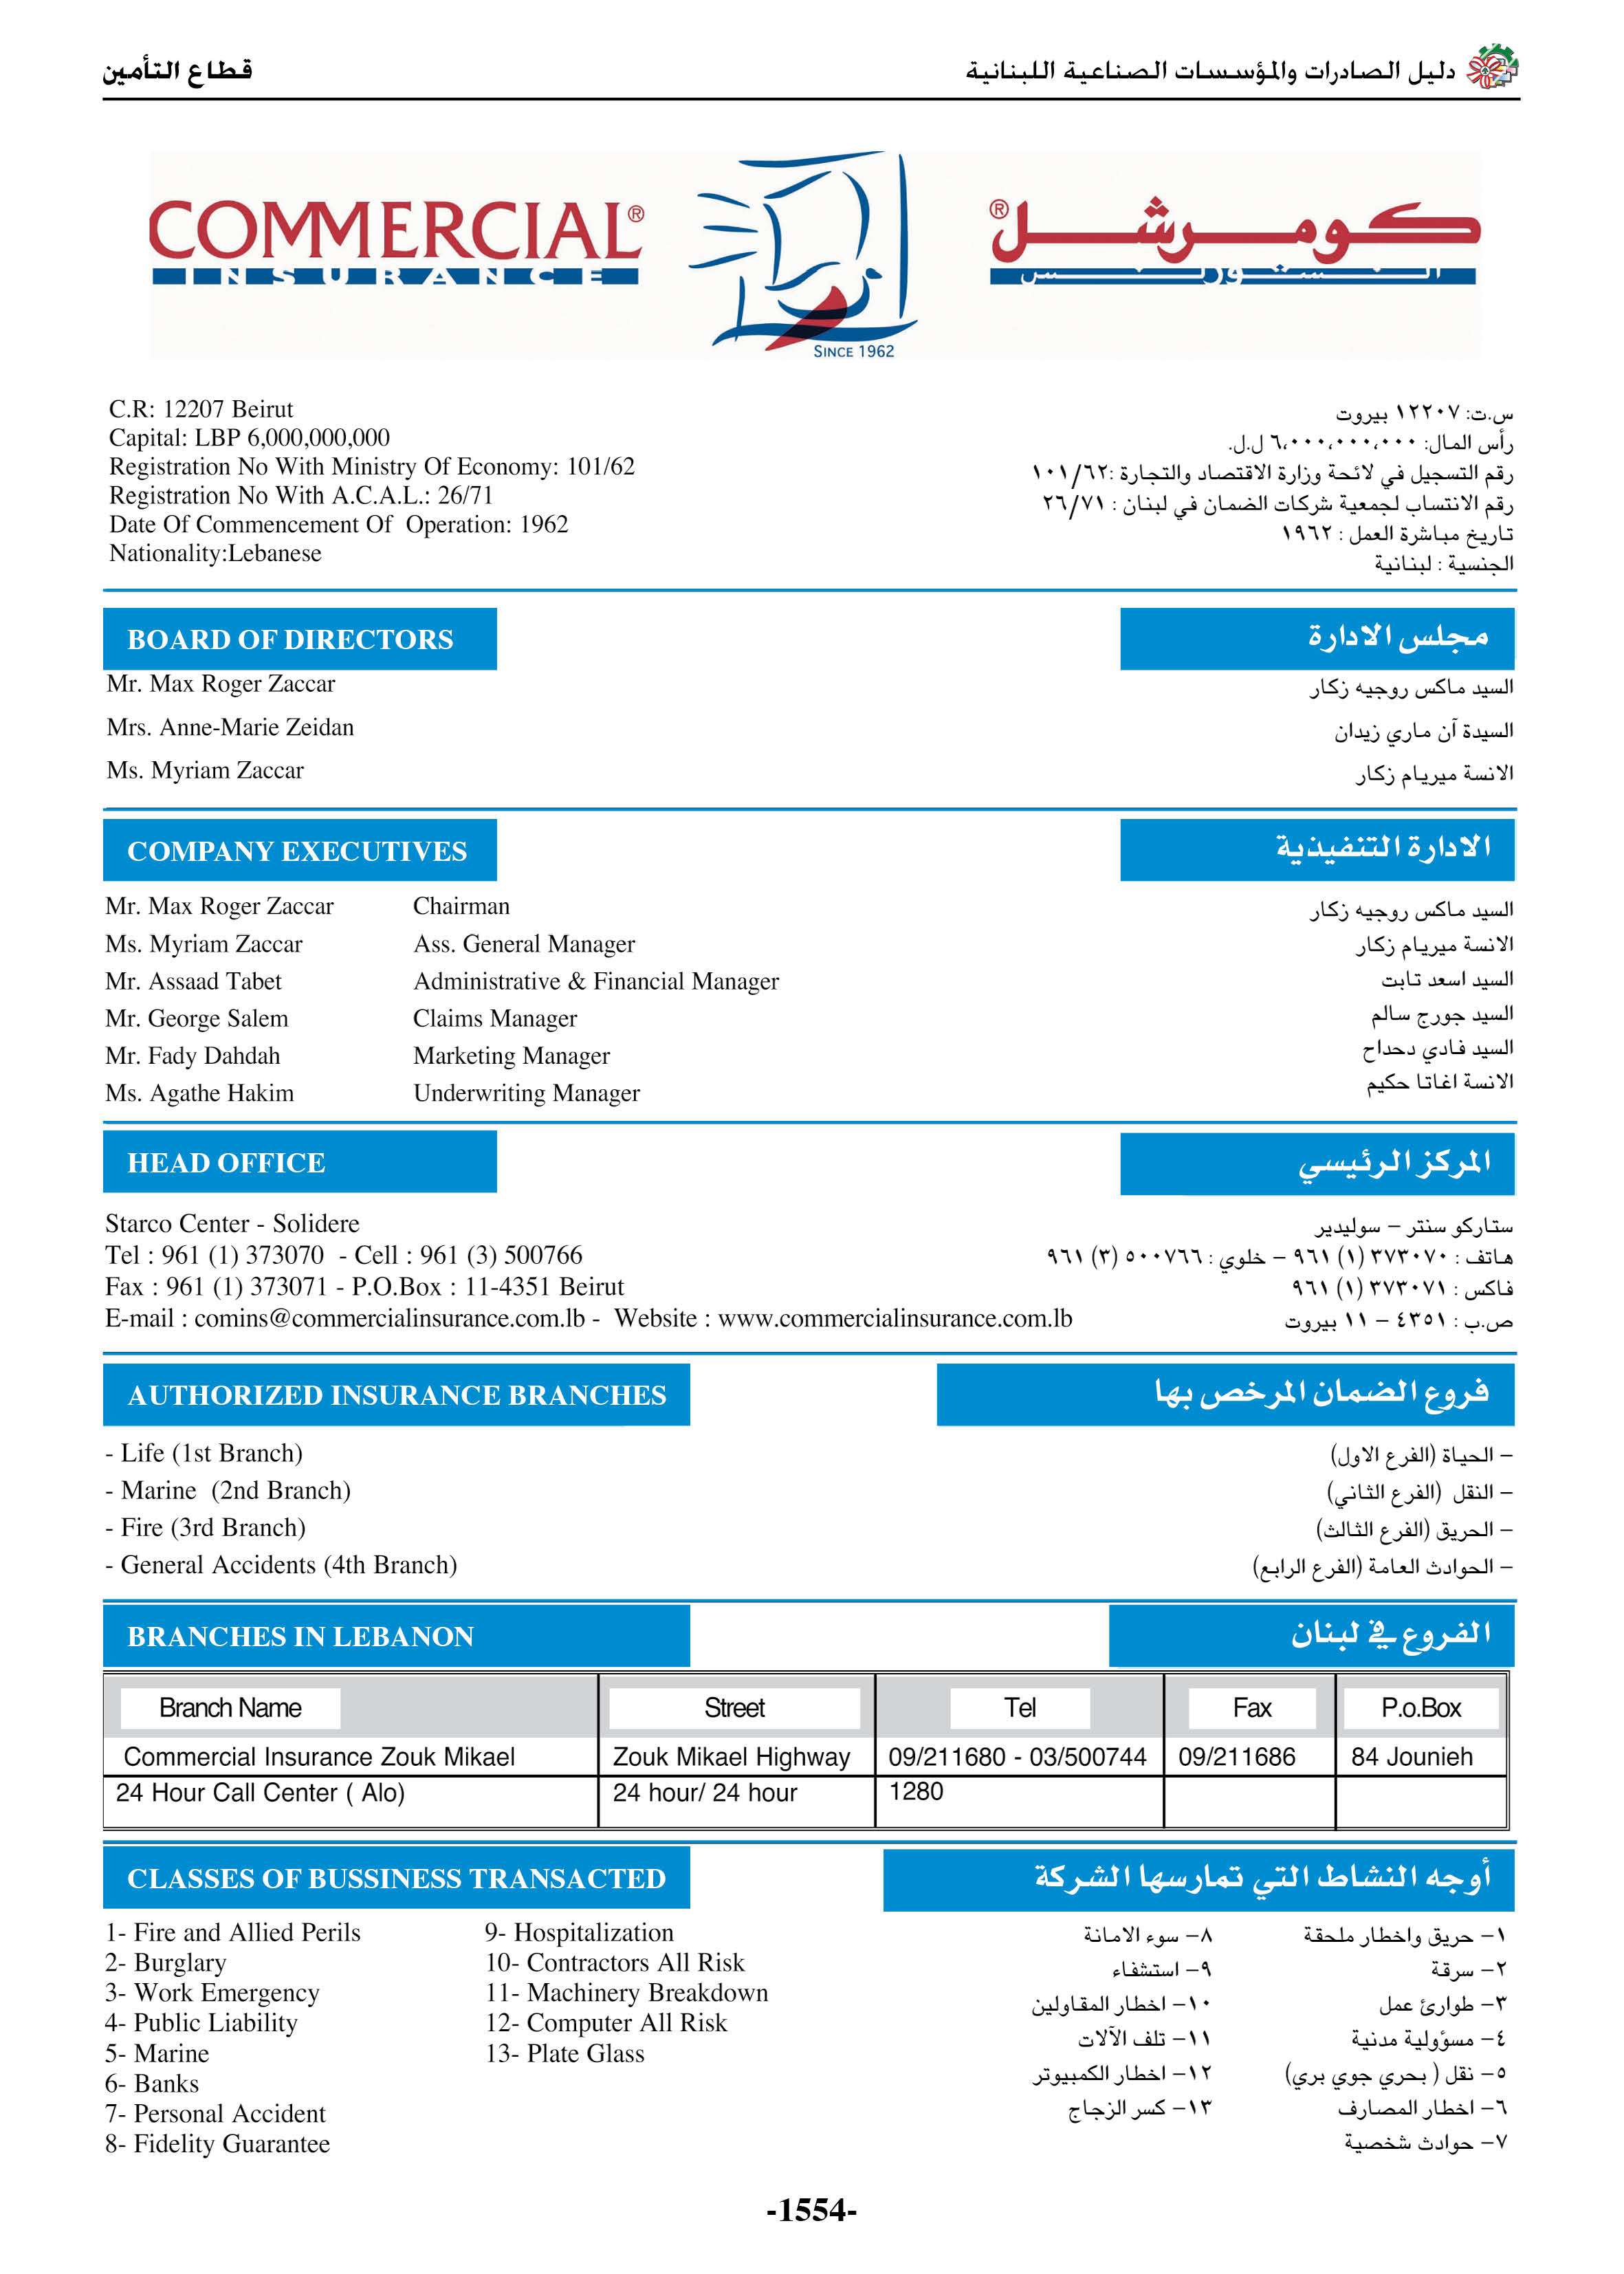 دليل الصادرات والمؤسسات الصناعية اللبنانية
قطاع التأمين
COMMERCIAL®
INSURANCE
SINCE 1962
كومرشل®
انشورنس
C.R: 12207 Beirut
Capital: LBP 6,000,000,000
Registration No With Ministry Of Economy: 101/62
Registration No With A.C.A.L.: 26/71
Date Of Commencement Of Operation: 1962
Nationality:Lebanese
س.ت: ١٢٢٠٧ بيروت
رأس المال: ٦،٠٠٠،٠٠٠،٠٠٠ ل.ل.
رقم التسجيل في لائحة وزارة الاقتصاد والتجارة :١٠١/٦٢
رقم الانتساب لجمعية شركات الضمان في لبنان : ٢٦/٧١
تاريخ مباشرة العمل : ١٩٦٢
الجنسية : لبنانية
BOARD OF DIRECTORS
مجلس الادارة
Mr. Max Roger Zaccar
Mrs. Anne-Marie Zeidan
Ms. Myriam Zaccar
السيد ماكس روجيه زكار
السيدة آن ماري زيدان
الانسة ميريام زكار
COMPANY EXECUTIVES
الادارة التنفيذية
Mr. Max Roger Zaccar Chairman
Ms. Myriam Zaccar Ass. General Manager
Mr. Assaad Tabet Administrative & Financial Manager
Mr. George Salem Claims Manager
Mr. Fady Dahdah Marketing Manager
Ms. Agathe Hakim Underwriting Manager
السيد ماكس روجيه زكار
الانسة ميريام زكار
السيد اسعد تابت
السيد جورج سالم
السيد فادي دحداح
الانسة اغاتا حكيم
HEAD OFFICE
المركز الرئيسي
Starco Center - Solidere
Tel : 961 (1) 373070 - Cell : 961 (3) 500766
Fax : 961 (1) 373071 - P.O.Box : 11-4351 Beirut
E-mail : comins@commercialinsurance.com.lb - Website : www.commercialinsurance.com.lb
ستاركو سنتر – سوليدير
هاتف : ٣٧٣٠٧٠ (١) ٩٦١ – خلوي : ٥٠٠٧٦٦ (٣) ٩٦١
فاكس : ٣٧٣٠٧١ (١) ٩٦١
ص.ب : ٤٣٥١ – ١١ بيروت
AUTHORIZED INSURANCE BRANCHES
فروع الضمان المرخص بها
- Life (1st Branch)
- Marine (2nd Branch)
- Fire (3rd Branch)
- General Accidents (4th Branch)
– الحياة (الفرع الاول)
– النقل (الفرع الثاني)
– الحريق (الفرع الثالث)
– الحوادث العامة (الفرع الرابع)
BRANCHES IN LEBANON
الفروع في لبنان
Branch Name Street Tel Fax P.o.Box
Commercial Insurance Zouk Mikael Zouk Mikael Highway 09/211680 - 03/500744 09/211686 84 Jounieh
24 Hour Call Center ( Alo) 24 hour/ 24 hour 1280
CLASSES OF BUSSINESS TRANSACTED
أوجه النشاط التي تمارسها الشركة
1- Fire and Allied Perils
2- Burglary
3- Work Emergency
4- Public Liability
5- Marine
6- Banks
7- Personal Accident
8- Fidelity Guarantee
9- Hospitalization
10- Contractors All Risk
11- Machinery Breakdown
12- Computer All Risk
13- Plate Glass
١– حريق واخطار ملحقة
٢– سرقة
٣– طوارئ عمل
٤– مسؤولية مدنية
٥– نقل ( بحري جوي بري)
٦– اخطار المصارف
٧– حوادث شخصية
٨– سوء الامانة
٩– استشفاء
١٠– اخطار المقاولين
١١– تلف الآلات
١٢– اخطار الكمبيوتر
١٣– كسر الزجاج
-1554-